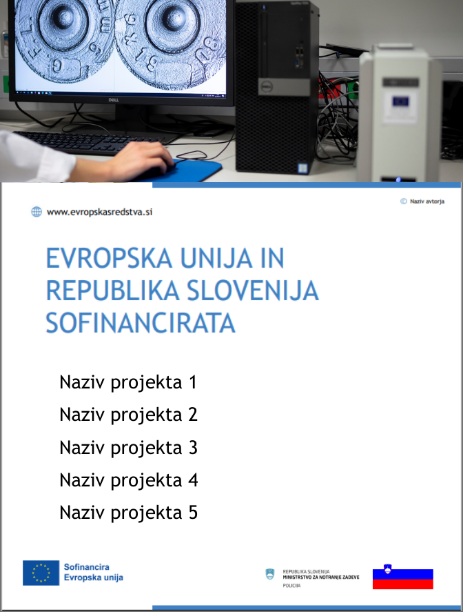 DELL
www.evropskasredstva.si
© Naziv avtorja
EVROPSKA UNIJA IN
REPUBLIKA SLOVENIJA
SOFINANCIRATA
Naziv projekta 1
Naziv projekta 2
Naziv projekta 3
Naziv projekta 4
Naziv projekta 5
Sofinancira
Evropska unija
REPUBLIKA SLOVENIJA
MINISTRSTVO ZA NOTRANJE ZADEVE
POLICIJA